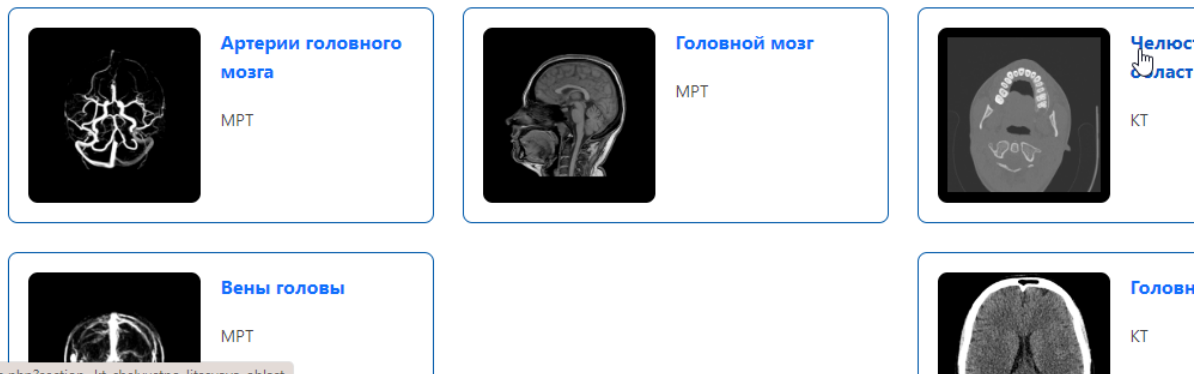 Артерии головного
мозга
МРТ
Головной мозг
МРТ
КТ
Вены головы
МРТ
КТ